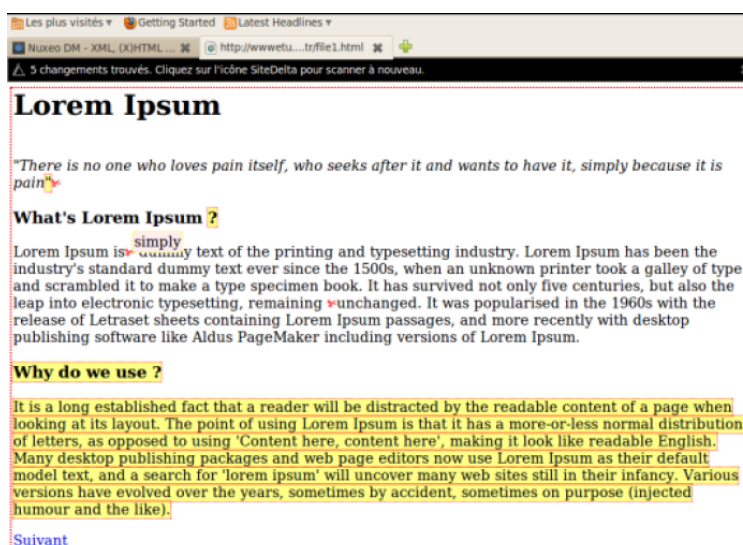 Les plus visités ▾ Getting Started Latest Headlines ▾
Nuxeo DM - XML, (X)HTML ... ✖ http://wwwetu....tr/file1.html ✖
5 changements trouvés. Cliquez sur l'icône SiteDelta pour scanner à nouveau.
Lorem Ipsum
"There is no one who loves pain itself, who seeks after it and wants to have it, simply because it is
pain"
What's Lorem Ipsum ?
simply
Lorem Ipsum is dummy text of the printing and typesetting industry. Lorem Ipsum has been the
industry's standard dummy text ever since the 1500s, when an unknown printer took a galley of type
and scrambled it to make a type specimen book. It has survived not only five centuries, but also the
leap into electronic typesetting, remaining unchanged. It was popularised in the 1960s with the
release of Letraset sheets containing Lorem Ipsum passages, and more recently with desktop
publishing software like Aldus PageMaker including versions of Lorem Ipsum.
Why do we use ?
It is a long established fact that a reader will be distracted by the readable content of a page when
looking at its layout. The point of using Lorem Ipsum is that it has a more-or-less normal distribution
of letters, as opposed to using 'Content here, content here', making it look like readable English.
Many desktop publishing packages and web page editors now use Lorem Ipsum as their default
model text, and a search for 'lorem ipsum' will uncover many web sites still in their infancy. Various
versions have evolved over the years, sometimes by accident, sometimes on purpose (injected
humour and the like).
Suivant